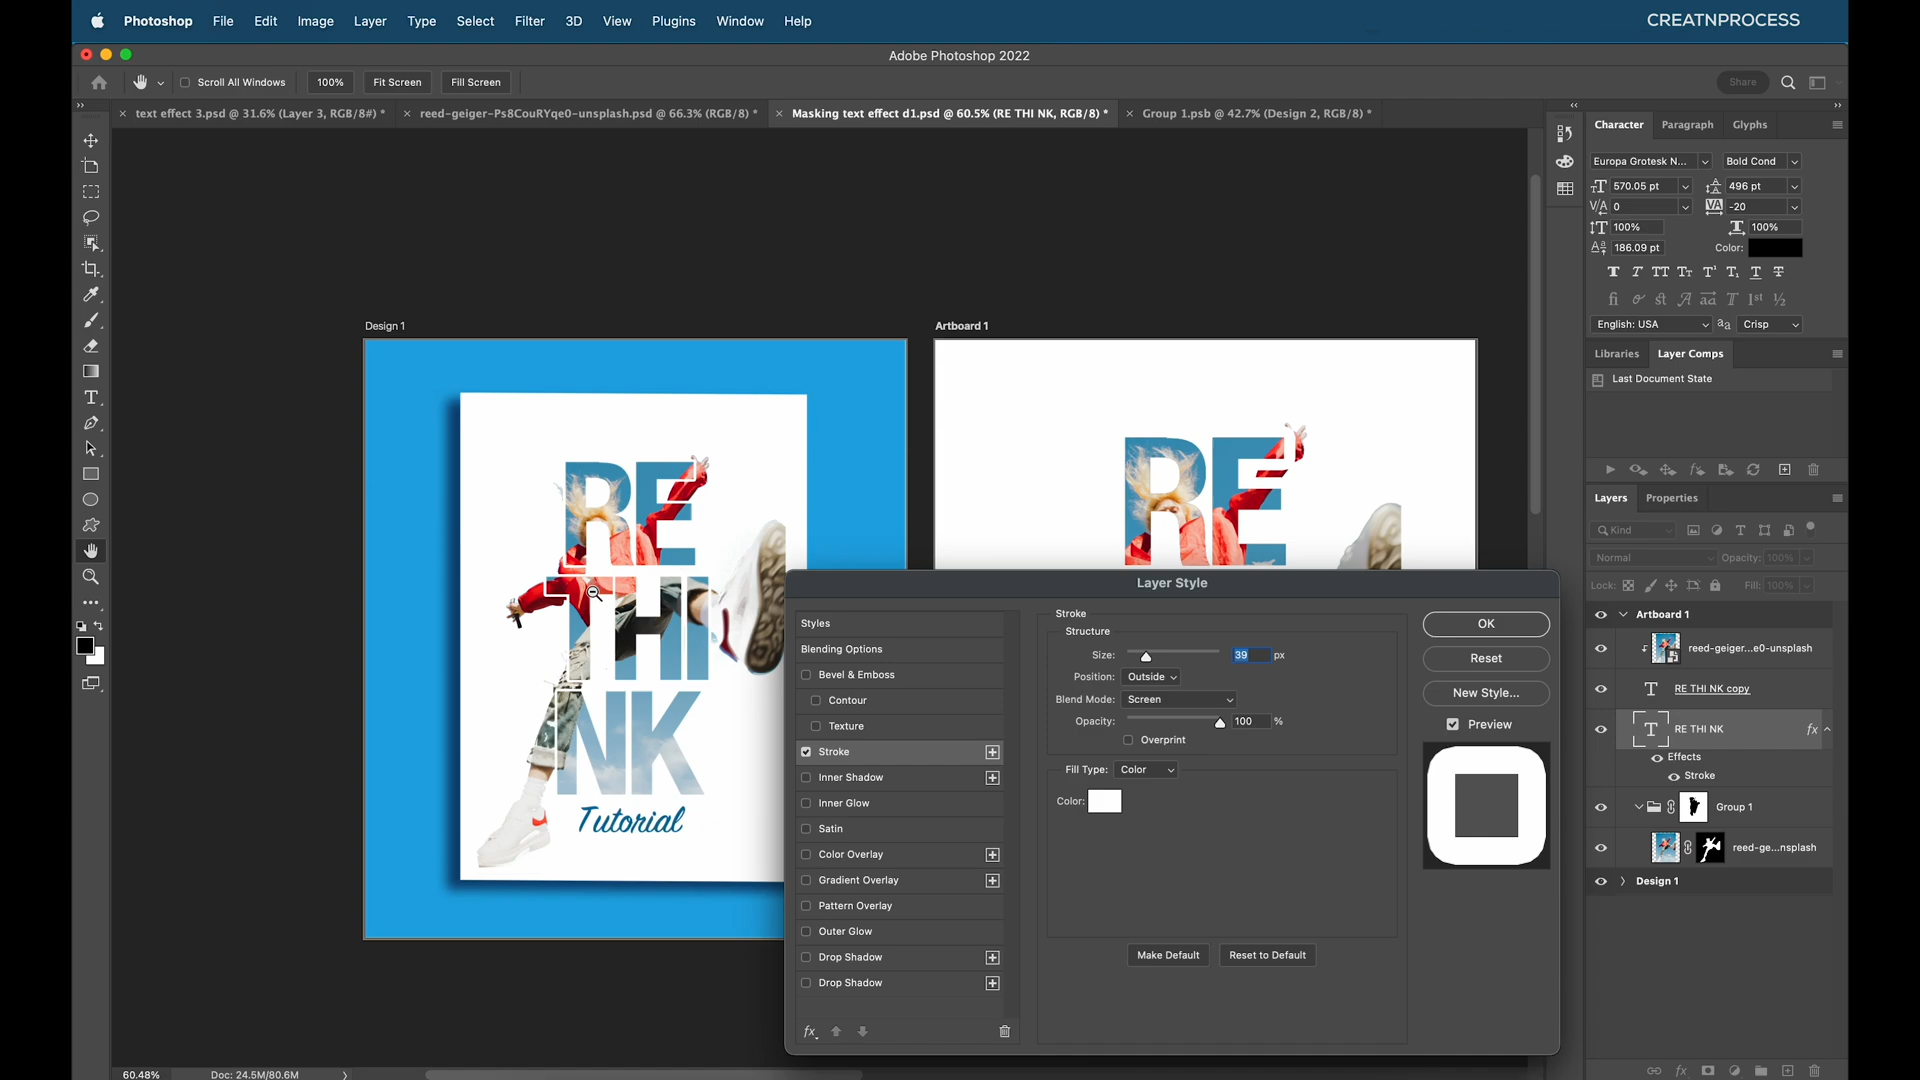 Photoshop File Edit Image Layer Type Select Filter 3D View Plugins Window Help CREATNPROCESS
Adobe Photoshop 2022
Scroll All Windows 100% Fit Screen Fill Screen Share
text effect 3.psd @ 31.6% (Layer 3, RGB/8#) * reed-geiger-Ps8CouRYqe0-unsplash.psd @ 66.3% (RGB/8) * Masking text effect d1.psd @ 60.5% (RE THI NK, RGB/8) * Group 1.psb @ 42.7% (Design 2, RGB/8) *
Character Paragraph Glyphs
Europa Grotesk N... Bold Cond
570.05 pt 496 pt
0 -20
100% 100%
186.09 pt Color:
English: USA Crisp
Libraries Layer Comps
Last Document State
Layers Properties
Kind
Normal Opacity: 100%
Lock: Fill: 100%
Artboard 1
reed-geiger...e0-unsplash
RE THI NK copy
RE THI NK fx
Effects
Stroke
Group 1
reed-ge...nsplash
Design 1
Design 1
RE
THI
NK
Tutorial
Artboard 1
RE
Layer Style
Styles
Blending Options
Bevel & Emboss
Contour
Texture
Stroke
Inner Shadow
Inner Glow
Satin
Color Overlay
Gradient Overlay
Pattern Overlay
Outer Glow
Drop Shadow
Drop Shadow
fx
Stroke
Structure
Size: 39 px
Position: Outside
Blend Mode: Screen
Opacity: 100 %
Overprint
Fill Type: Color
Color:
Make Default Reset to Default
OK
Reset
New Style...
Preview
60.48% Doc: 24.5M/80.6M